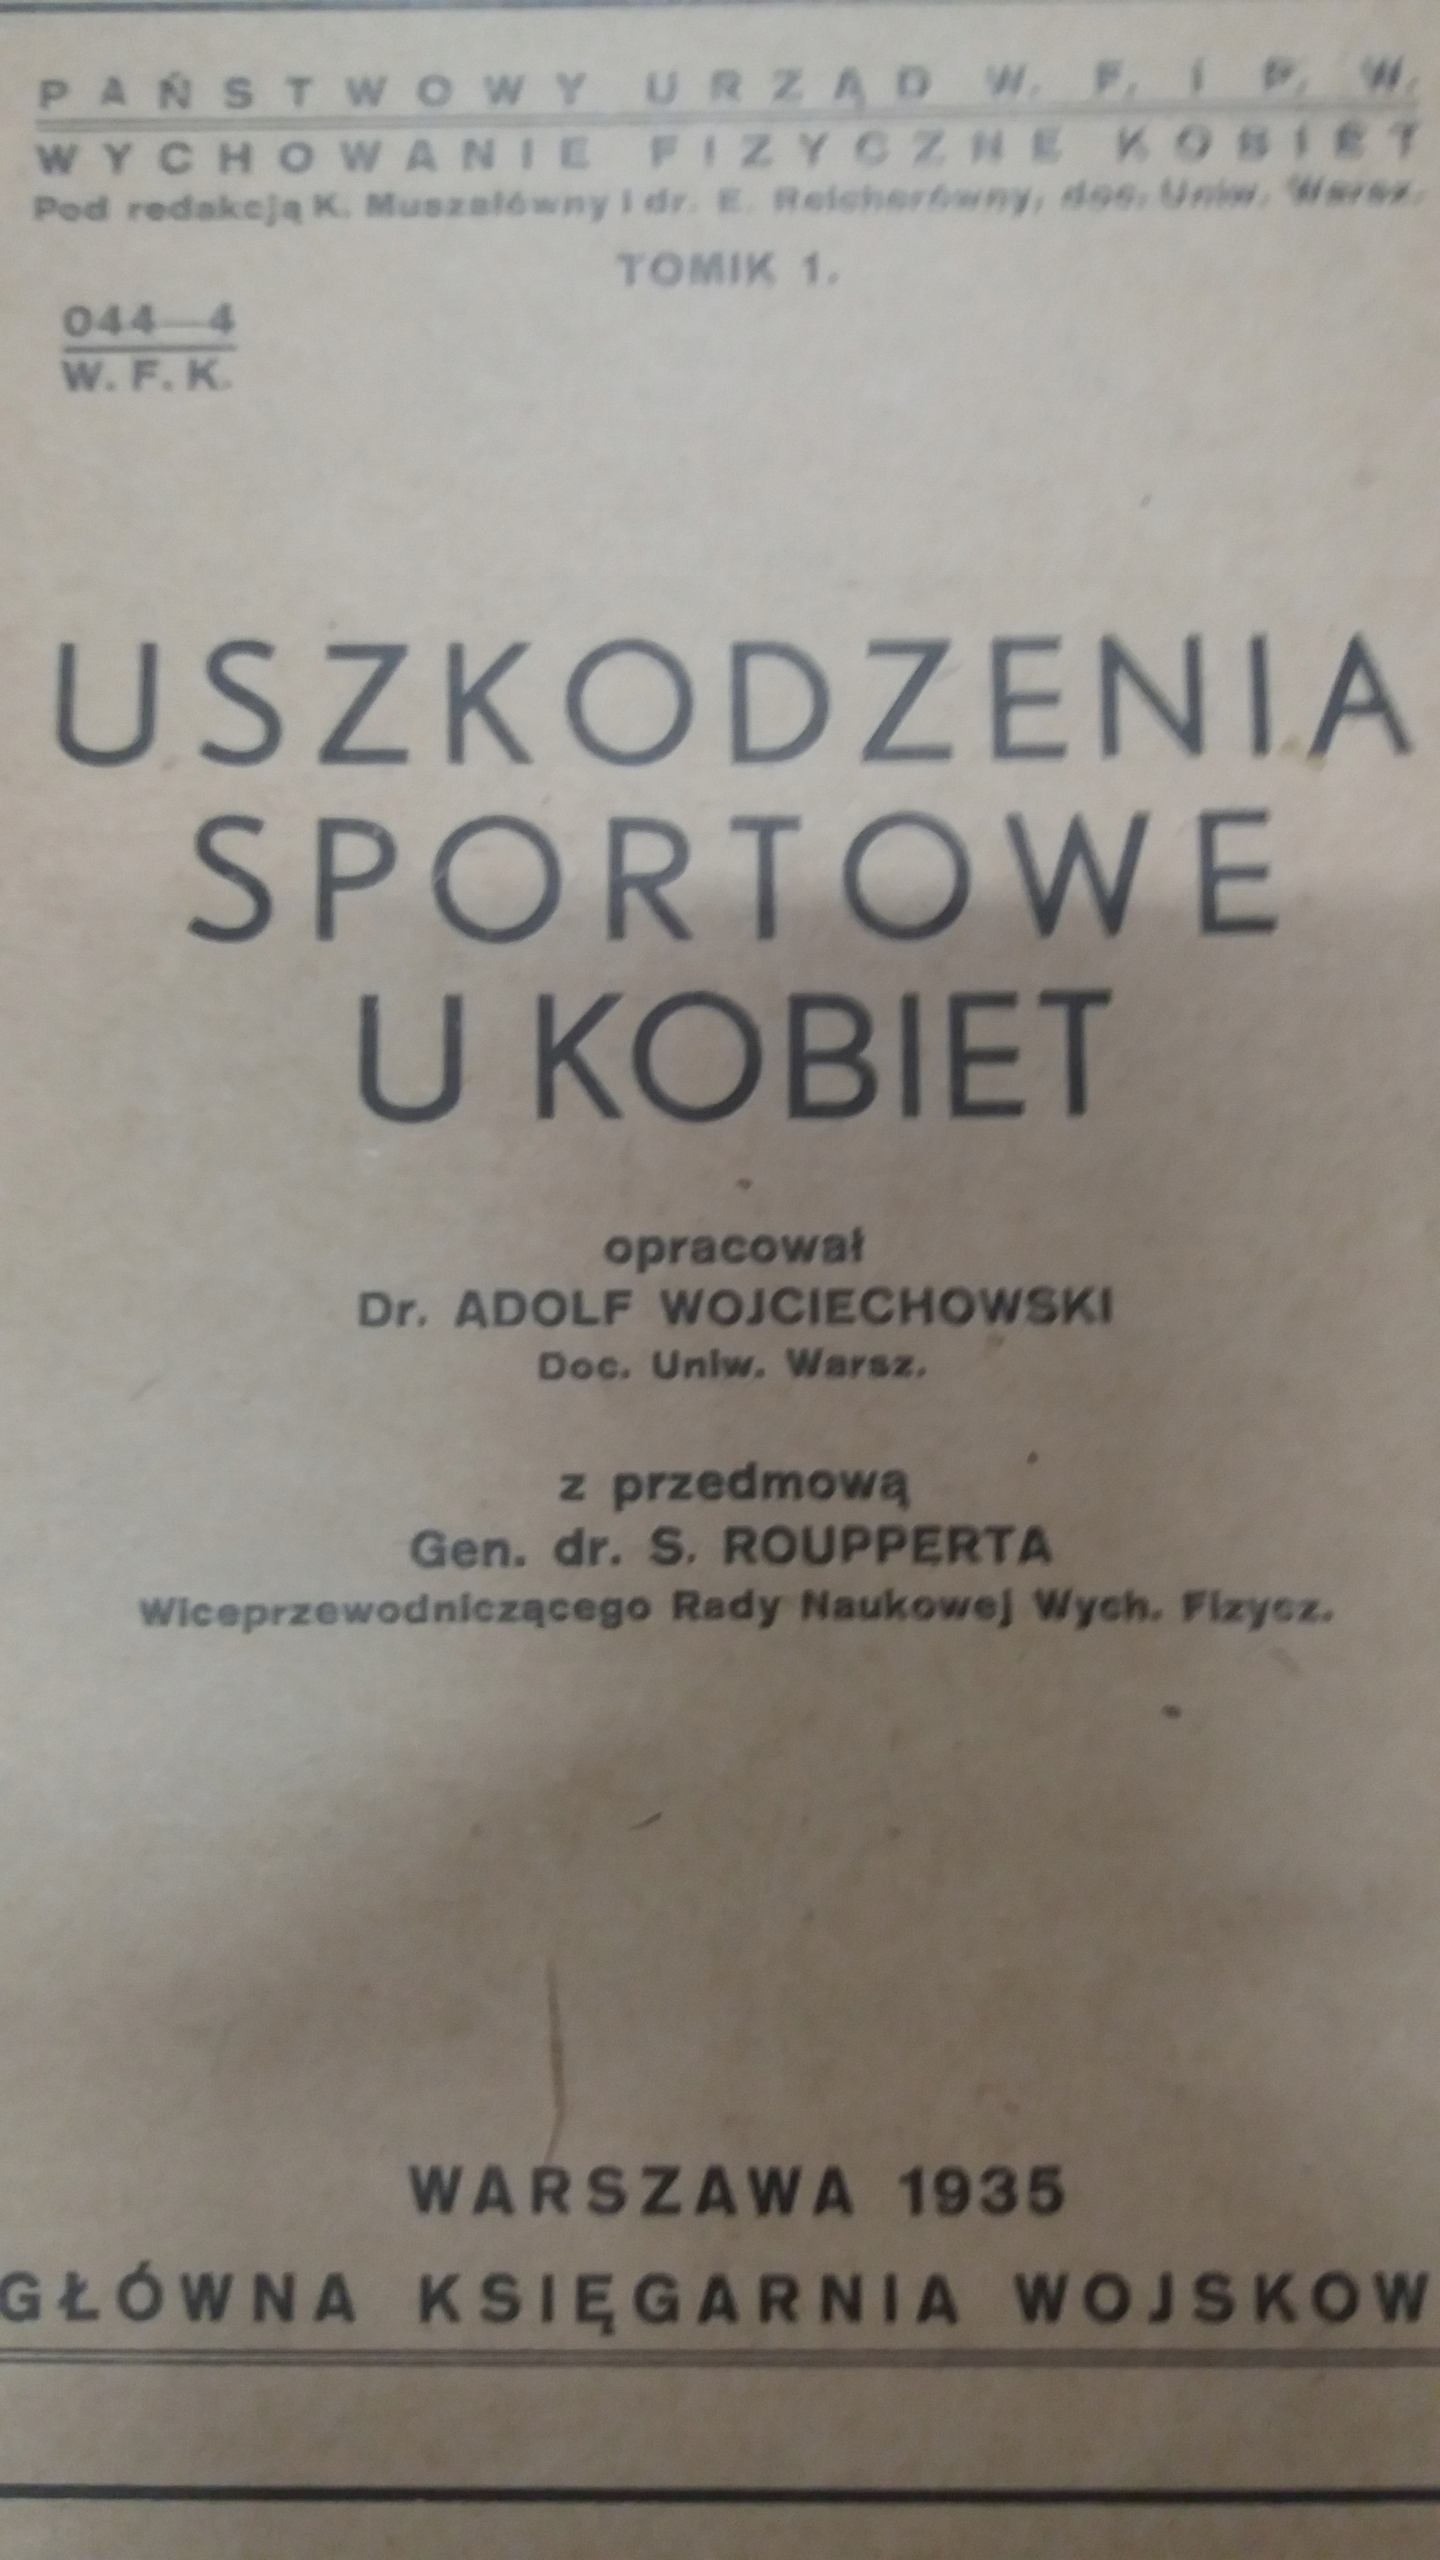 PAŃSTWOWY URZĄD W. F. I P. W.
WYCHOWANIE FIZYCZNE KOBIET
Pod redakcją K. Muszałówny i dr. E. Reicherówny, doc. Uniw. Warsz.
TOMIK 1.
044—4
W. F. K.
USZKODZENIA
SPORTOWE
U KOBIET
opracował
Dr. ADOLF WOJCIECHOWSKI
Doc. Uniw. Warsz.
z przedmową
Gen. dr. S. ROUPPERTA
Wiceprzewodniczącego Rady Naukowej Wych. Fizycz.
WARSZAWA 1935
GŁÓWNA KSIĘGARNIA WOJSKOW